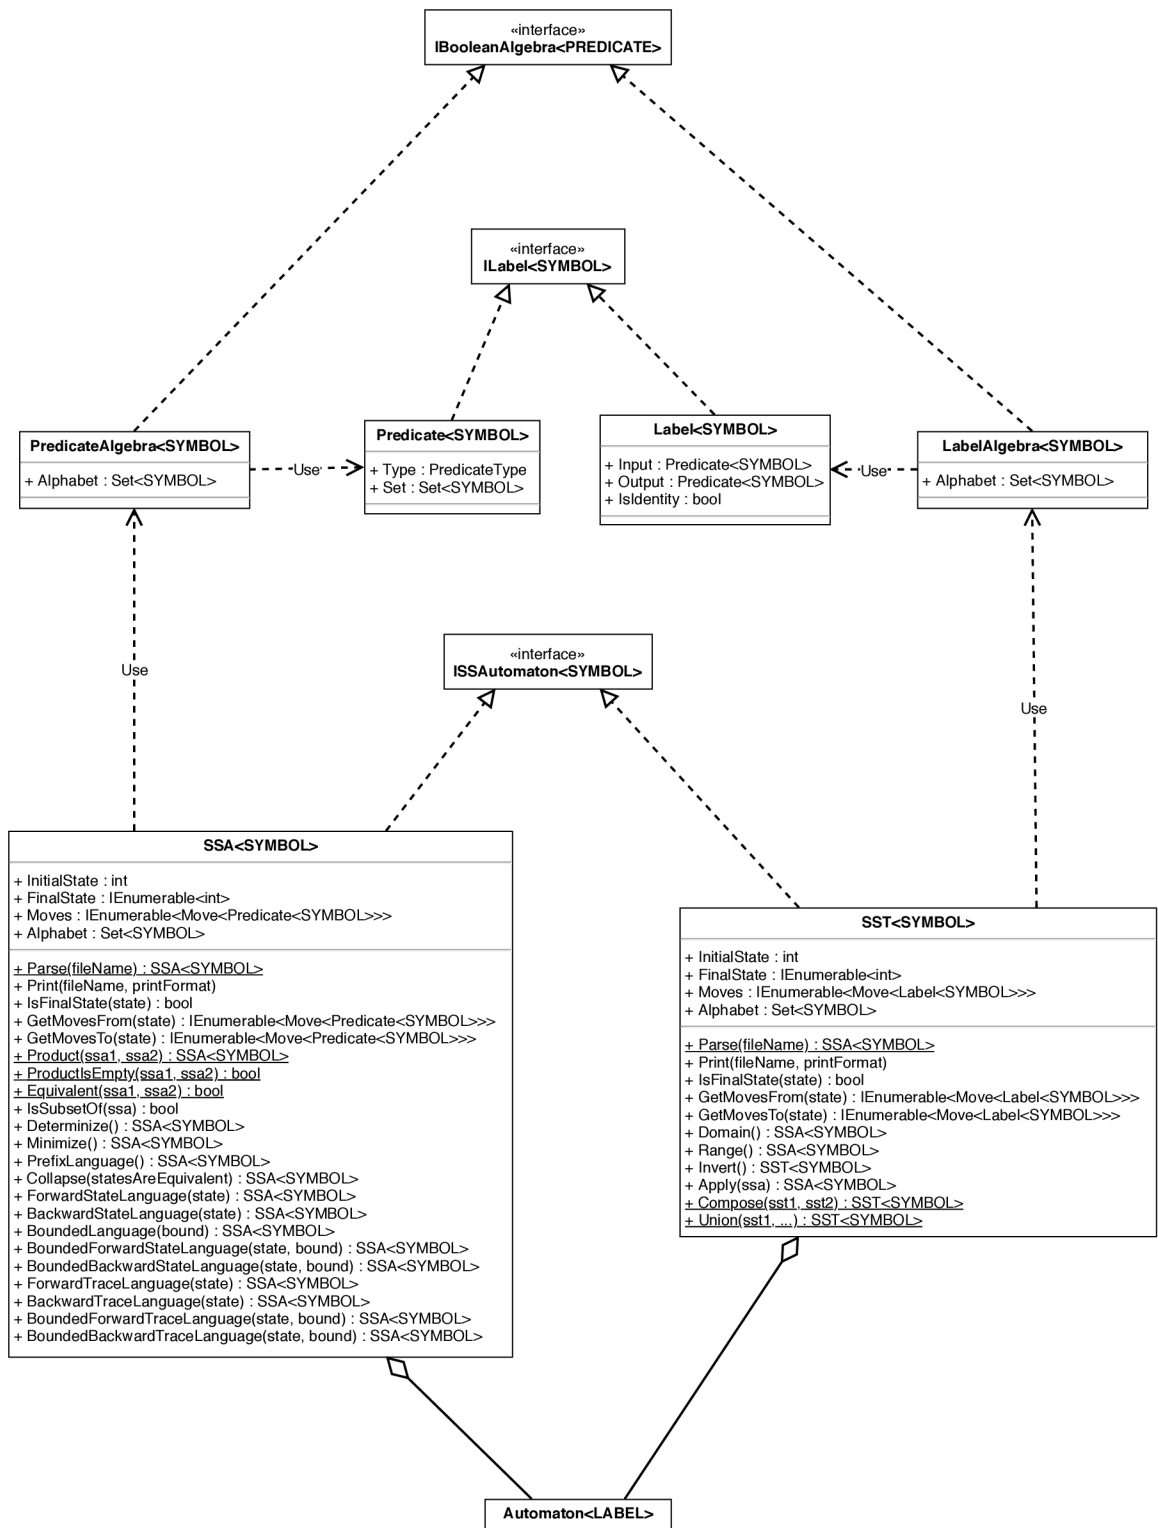 «interface»
IBooleanAlgebra<PREDICATE>
«interface»
ILabel<SYMBOL>
PredicateAlgebra<SYMBOL>
+ Alphabet : Set<SYMBOL>
Use
Predicate<SYMBOL>
+ Type : PredicateType
+ Set : Set<SYMBOL>
Label<SYMBOL>
+ Input : Predicate<SYMBOL>
+ Output : Predicate<SYMBOL>
+ IsIdentity : bool
Use
LabelAlgebra<SYMBOL>
+ Alphabet : Set<SYMBOL>
Use
«interface»
ISSAutomaton<SYMBOL>
Use
SSA<SYMBOL>
+ InitialState : int
+ FinalState : IEnumerable<int>
+ Moves : IEnumerable<Move<Predicate<SYMBOL>>>
+ Alphabet : Set<SYMBOL>
+ Parse(fileName) : SSA<SYMBOL>
+ Print(fileName, printFormat)
+ IsFinalState(state) : bool
+ GetMovesFrom(state) : IEnumerable<Move<Predicate<SYMBOL>>>
+ GetMovesTo(state) : IEnumerable<Move<Predicate<SYMBOL>>>
+ Product(ssa1, ssa2) : SSA<SYMBOL>
+ ProductIsEmpty(ssa1, ssa2) : bool
+ Equivalent(ssa1, ssa2) : bool
+ IsSubsetOf(ssa) : bool
+ Determinize() : SSA<SYMBOL>
+ Minimize() : SSA<SYMBOL>
+ PrefixLanguage() : SSA<SYMBOL>
+ Collapse(statesAreEquivalent) : SSA<SYMBOL>
+ ForwardStateLanguage(state) : SSA<SYMBOL>
+ BackwardStateLanguage(state) : SSA<SYMBOL>
+ BoundedLanguage(bound) : SSA<SYMBOL>
+ BoundedForwardStateLanguage(state, bound) : SSA<SYMBOL>
+ BoundedBackwardStateLanguage(state, bound) : SSA<SYMBOL>
+ ForwardTraceLanguage(state) : SSA<SYMBOL>
+ BackwardTraceLanguage(state) : SSA<SYMBOL>
+ BoundedForwardTraceLanguage(state, bound) : SSA<SYMBOL>
+ BoundedBackwardTraceLanguage(state, bound) : SSA<SYMBOL>
SST<SYMBOL>
+ InitialState : int
+ FinalState : IEnumerable<int>
+ Moves : IEnumerable<Move<Label<SYMBOL>>>
+ Alphabet : Set<SYMBOL>
+ Parse(fileName) : SSA<SYMBOL>
+ Print(fileName, printFormat)
+ IsFinalState(state) : bool
+ GetMovesFrom(state) : IEnumerable<Move<Label<SYMBOL>>>
+ GetMovesTo(state) : IEnumerable<Move<Label<SYMBOL>>>
+ Domain() : SSA<SYMBOL>
+ Range() : SSA<SYMBOL>
+ Invert() : SST<SYMBOL>
+ Apply(ssa) : SSA<SYMBOL>
+ Compose(sst1, sst2) : SST<SYMBOL>
+ Union(sst1, ...) : SST<SYMBOL>
Automaton<LABEL>